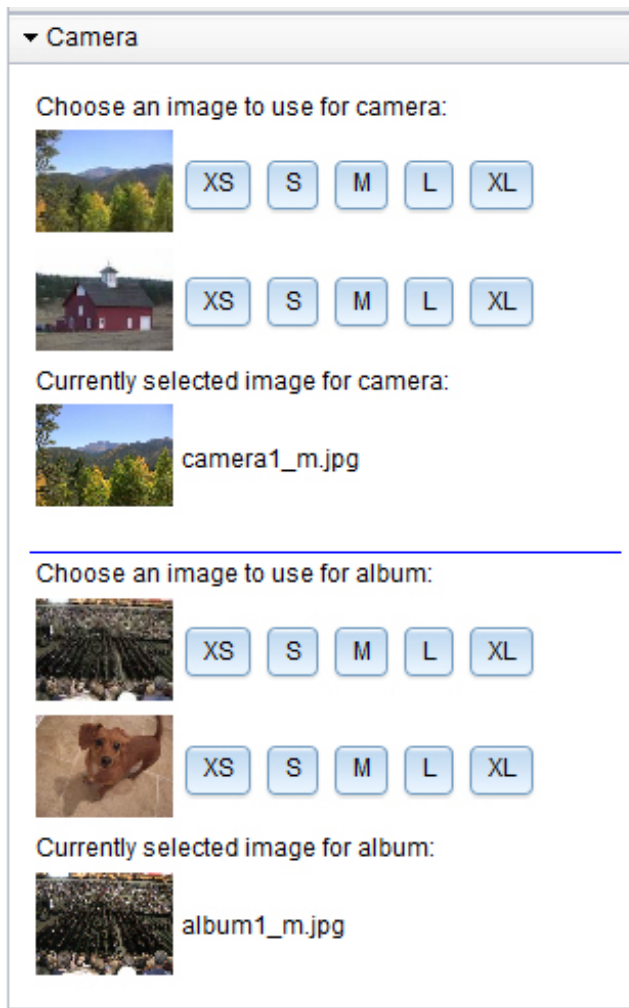 Camera
Choose an image to use for camera:
XS S M L XL
XS S M L XL
Currently selected image for camera:
camera1_m.jpg
Choose an image to use for album:
XS S M L XL
XS S M L XL
Currently selected image for album:
album1_m.jpg